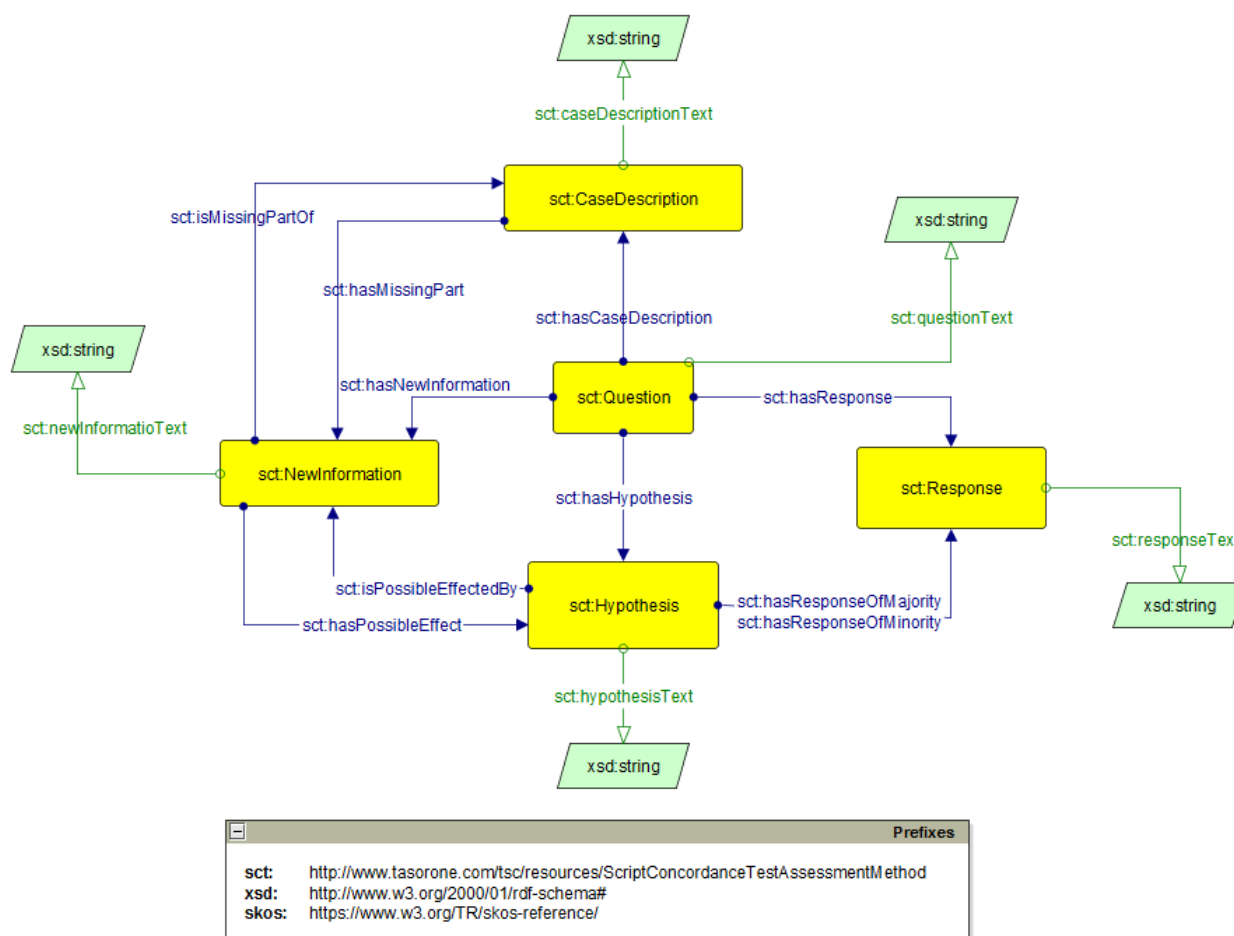 xsd:string
sct:caseDescriptionText
sct:CaseDescription
sct:isMissingPartOf
xsd:string
sct:hasMissingPart
sct:hasCaseDescription
sct:questionText
xsd:string
sct:hasNewInformation
sct:Question
sct:hasResponse
sct:newInformatioText
sct:NewInformation
sct:Response
sct:hasHypothesis
sct:responseText
sct:isPossibleEffectedBy
sct:Hypothesis
sct:hasResponseOfMajority
sct:hasResponseOfMinority
xsd:string
sct:hasPossibleEffect
sct:hypothesisText
xsd:string
Prefixes
sct: http://www.tasorone.com/tsc/resources/ScriptConcordanceTestAssessmentMethod
xsd: http://www.w3.org/2000/01/rdf-schema#
skos: https://www.w3.org/TR/skos-reference/